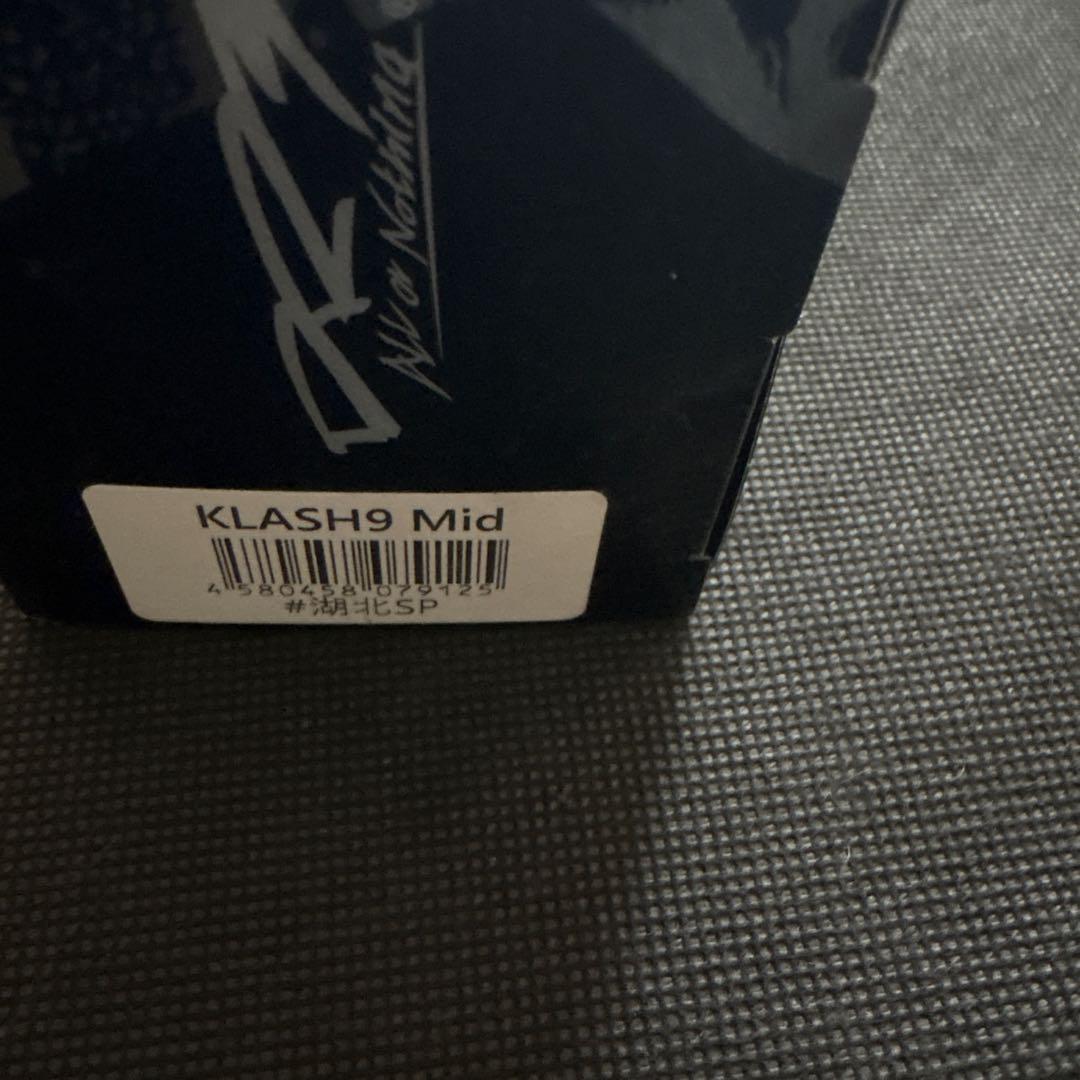 All or Nothing
KLASH9 Mid
4 580458 079125
#湖北SP